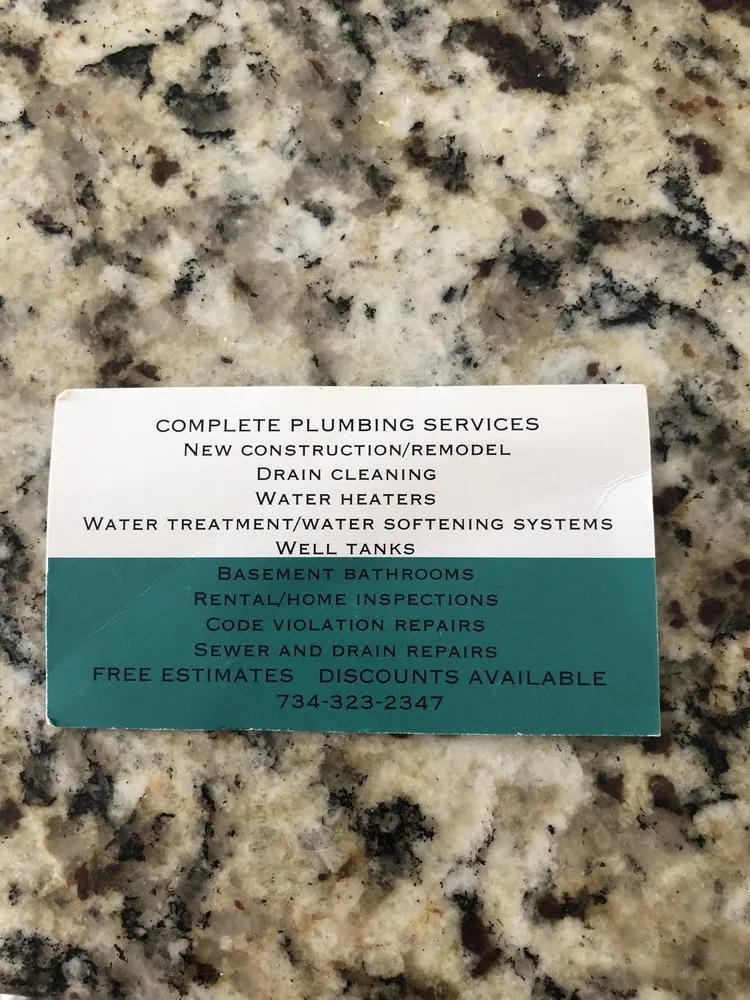 COMPLETE PLUMBING SERVICES
NEW CONSTRUCTION/REMODEL
DRAIN CLEANING
WATER HEATERS
WATER TREATMENT/WATER SOFTENING SYSTEMS
WELL TANKS
BASEMENT BATHROOMS
RENTAL/HOME INSPECTIONS
CODE VIOLATION REPAIRS
SEWER AND DRAIN REPAIRS
FREE ESTIMATES DISCOUNTS AVAILABLE
734-323-2347